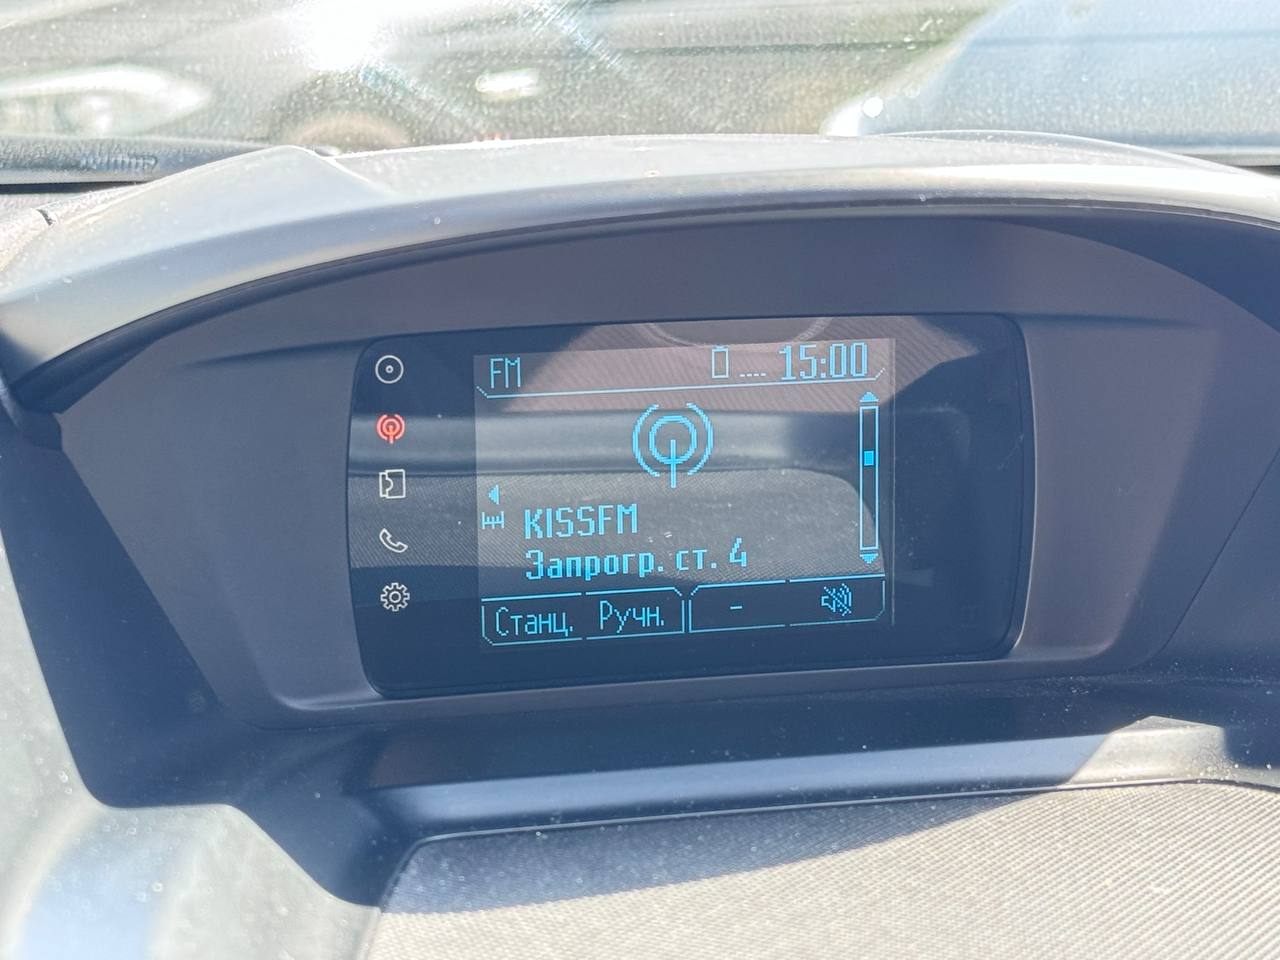 FM .... 15:00
KISSFM
Запрогр. ст. 4
Станц. Ручн. -